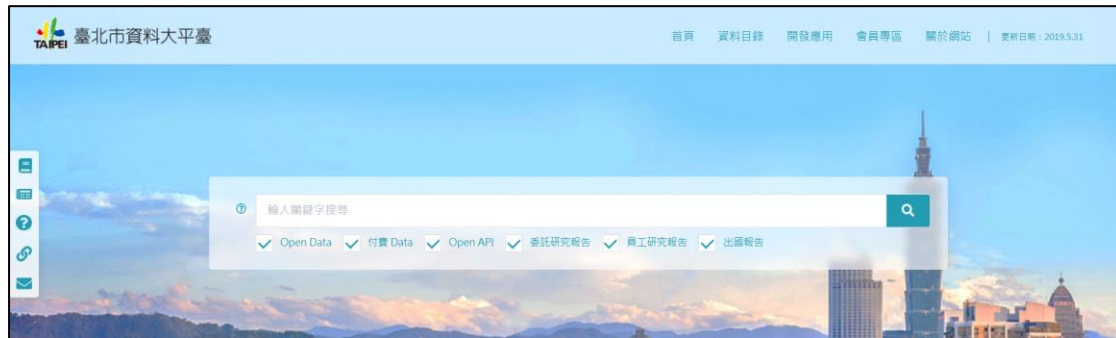 TAIPEI 臺北市資料大平臺
首頁 資料目錄 開發應用 會員專區 關於網站 | 更新日期：2019.5.31
輸入關鍵字搜尋
Open Data 付費 Data Open API 委託研究報告 員工研究報告 出國報告